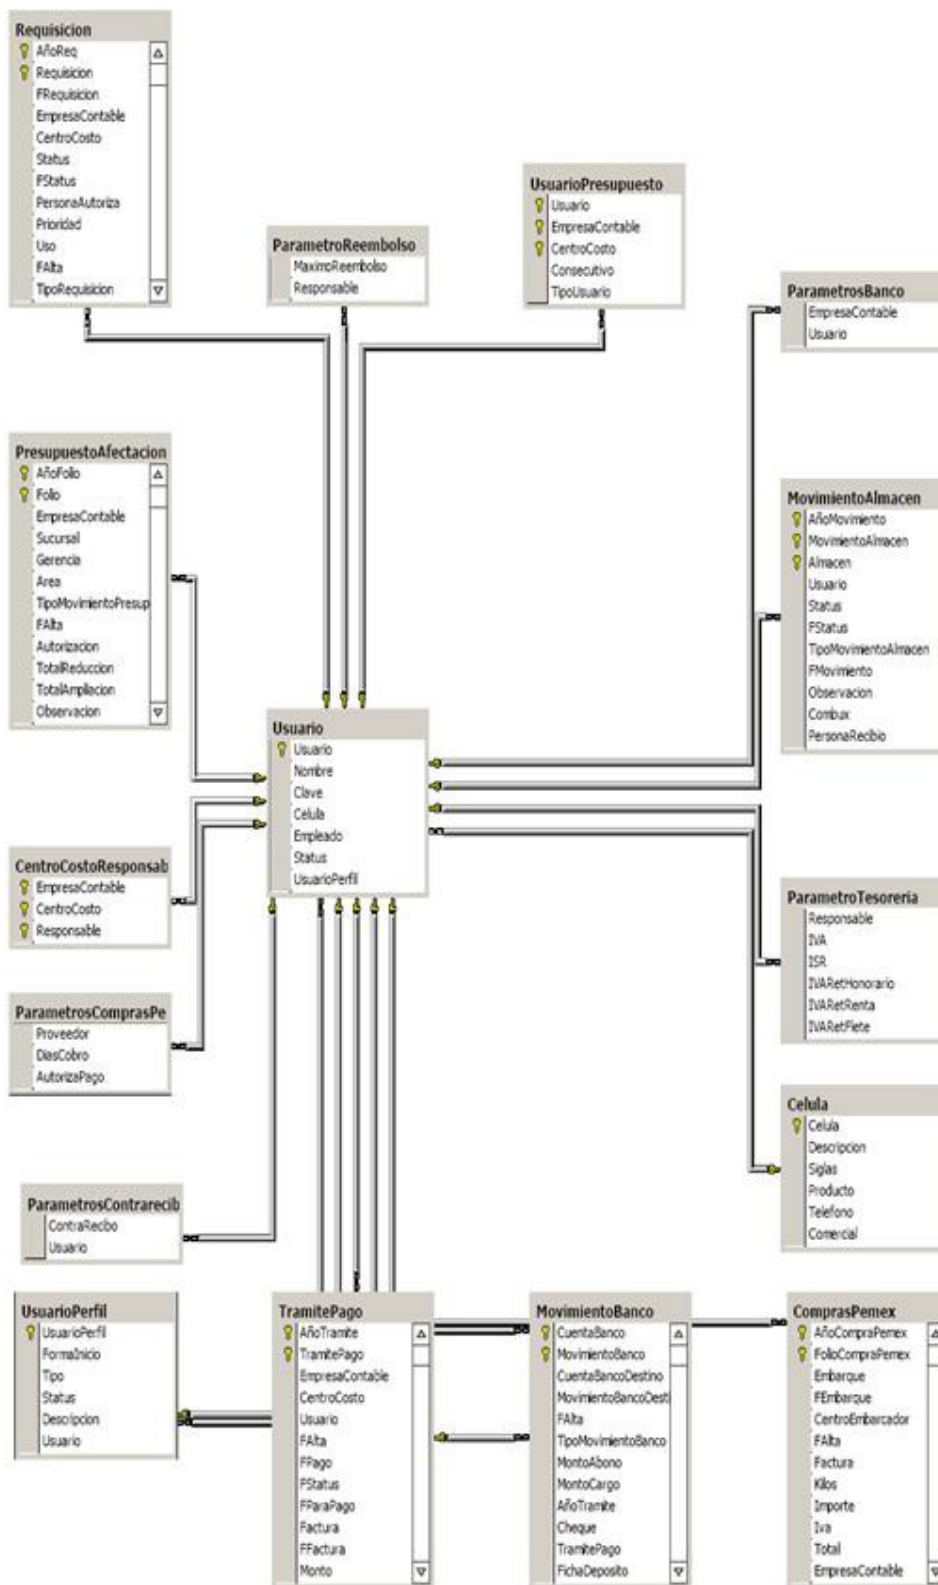 Requisicion
AñoReq
Requisicion
FRequisicion
EmpresaContable
CentroCosto
Status
FStatus
PersonaAutoriza
Prioridad
Uso
FAlta
TipoRequisicion
ParametroReembolso
MaximoReembolso
Responsable
UsuarioPresupuesto
Usuario
EmpresaContable
CentroCosto
Consecutivo
TipoUsuario
ParametrosBanco
EmpresaContable
Usuario
PresupuestoAfectacion
AñoFolio
Folio
EmpresaContable
Sucursal
Gerencia
Area
TipoMovimientoPresup
FAlta
Autorizacion
TotalReduccion
TotalAmpliacion
Observacion
MovimientoAlmacen
AñoMovimiento
MovimientoAlmacen
Almacen
Usuario
Status
FStatus
TipoMovimientoAlmacen
FMovimiento
Observacion
Combux
PersonaRecibio
Usuario
Usuario
Nombre
Clave
Celula
Empleado
Status
UsuarioPerfil
CentroCostoResponsab
EmpresaContable
CentroCosto
Responsable
ParametroTesoreria
Responsable
IVA
ISR
IVARetHonorario
IVARetRenta
IVARetFlete
ParametrosComprasPe
Proveedor
DiasCobro
AutorizaPago
Celula
Celula
Descripcion
Siglas
Producto
Telefono
Comercial
ParametrosContrarecib
ContraRecibo
Usuario
UsuarioPerfil
UsuarioPerfil
FormaInicio
Tipo
Status
Descripcion
Usuario
TramitePago
AñoTramite
TramitePago
EmpresaContable
CentroCosto
Usuario
FAlta
FPago
FStatus
FParaPago
Factura
FFactura
Monto
MovimientoBanco
CuentaBanco
MovimientoBanco
CuentaBancoDestino
MovimientoBancoDesti
FAlta
TipoMovimientoBanco
MontoAbono
MontoCargo
AñoTramite
Cheque
TramitePago
FichaDeposito
ComprasPemex
AñoCompraPemex
FolioCompraPemex
Embarque
FEmbarque
CentroEmbarcador
FAlta
Factura
Kilos
Importe
Iva
Total
EmpresaContable